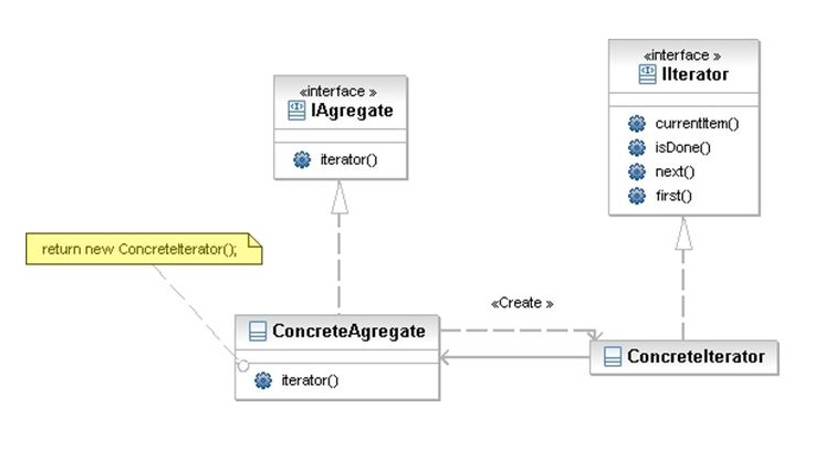 «interface »
IAgregate
iterator()
«interface »
IIterator
currentItem()
isDone()
next()
first()
return new ConcreteIterator();
«Create »
ConcreteAgregate
iterator()
ConcreteIterator